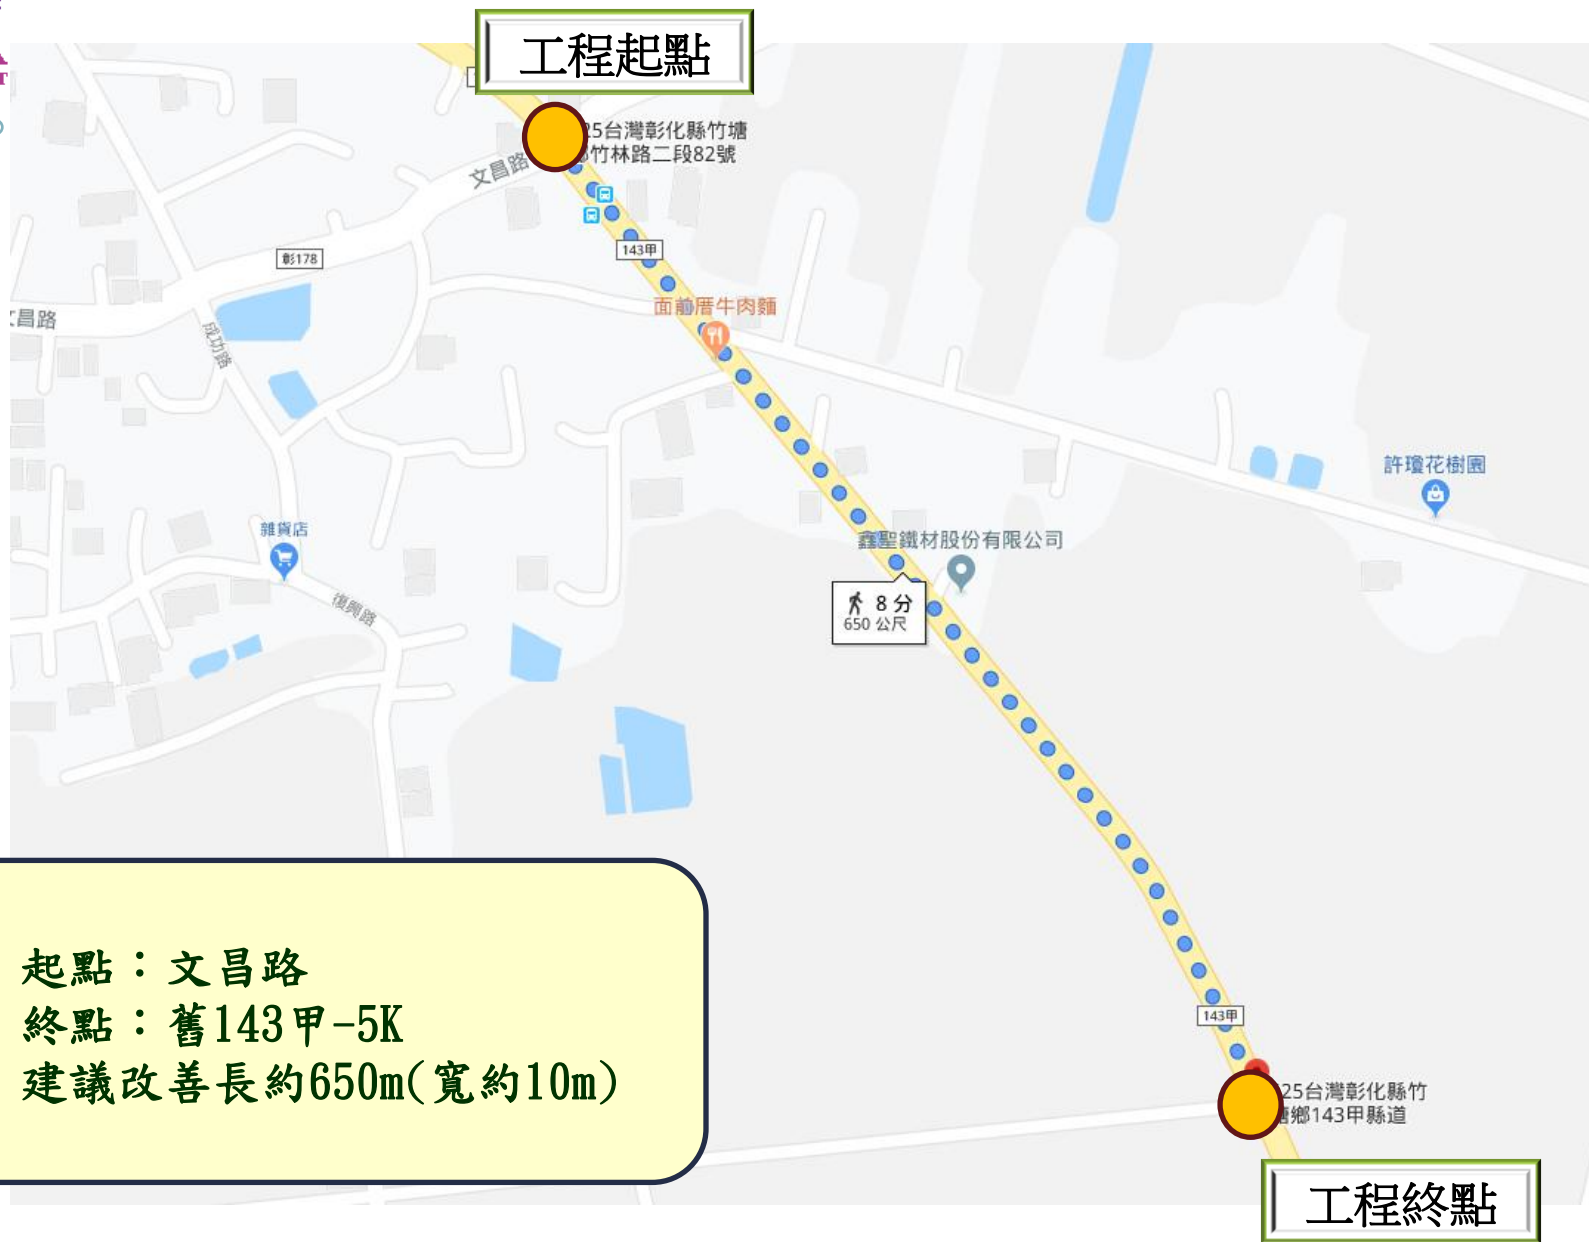 工程起點
25台灣彰化縣竹塘
竹林路二段82號
文昌路
143甲
彰178
面前厝牛肉麵
昌路
成功路
許瓊花樹園
雜貨店
鑫聖鐵材股份有限公司
8 分
650 公尺
復興路
起點：文昌路
終點：舊143甲-5K
建議改善長約650m(寬約10m)
143甲
25台灣彰化縣竹
鄉143甲縣道
工程終點